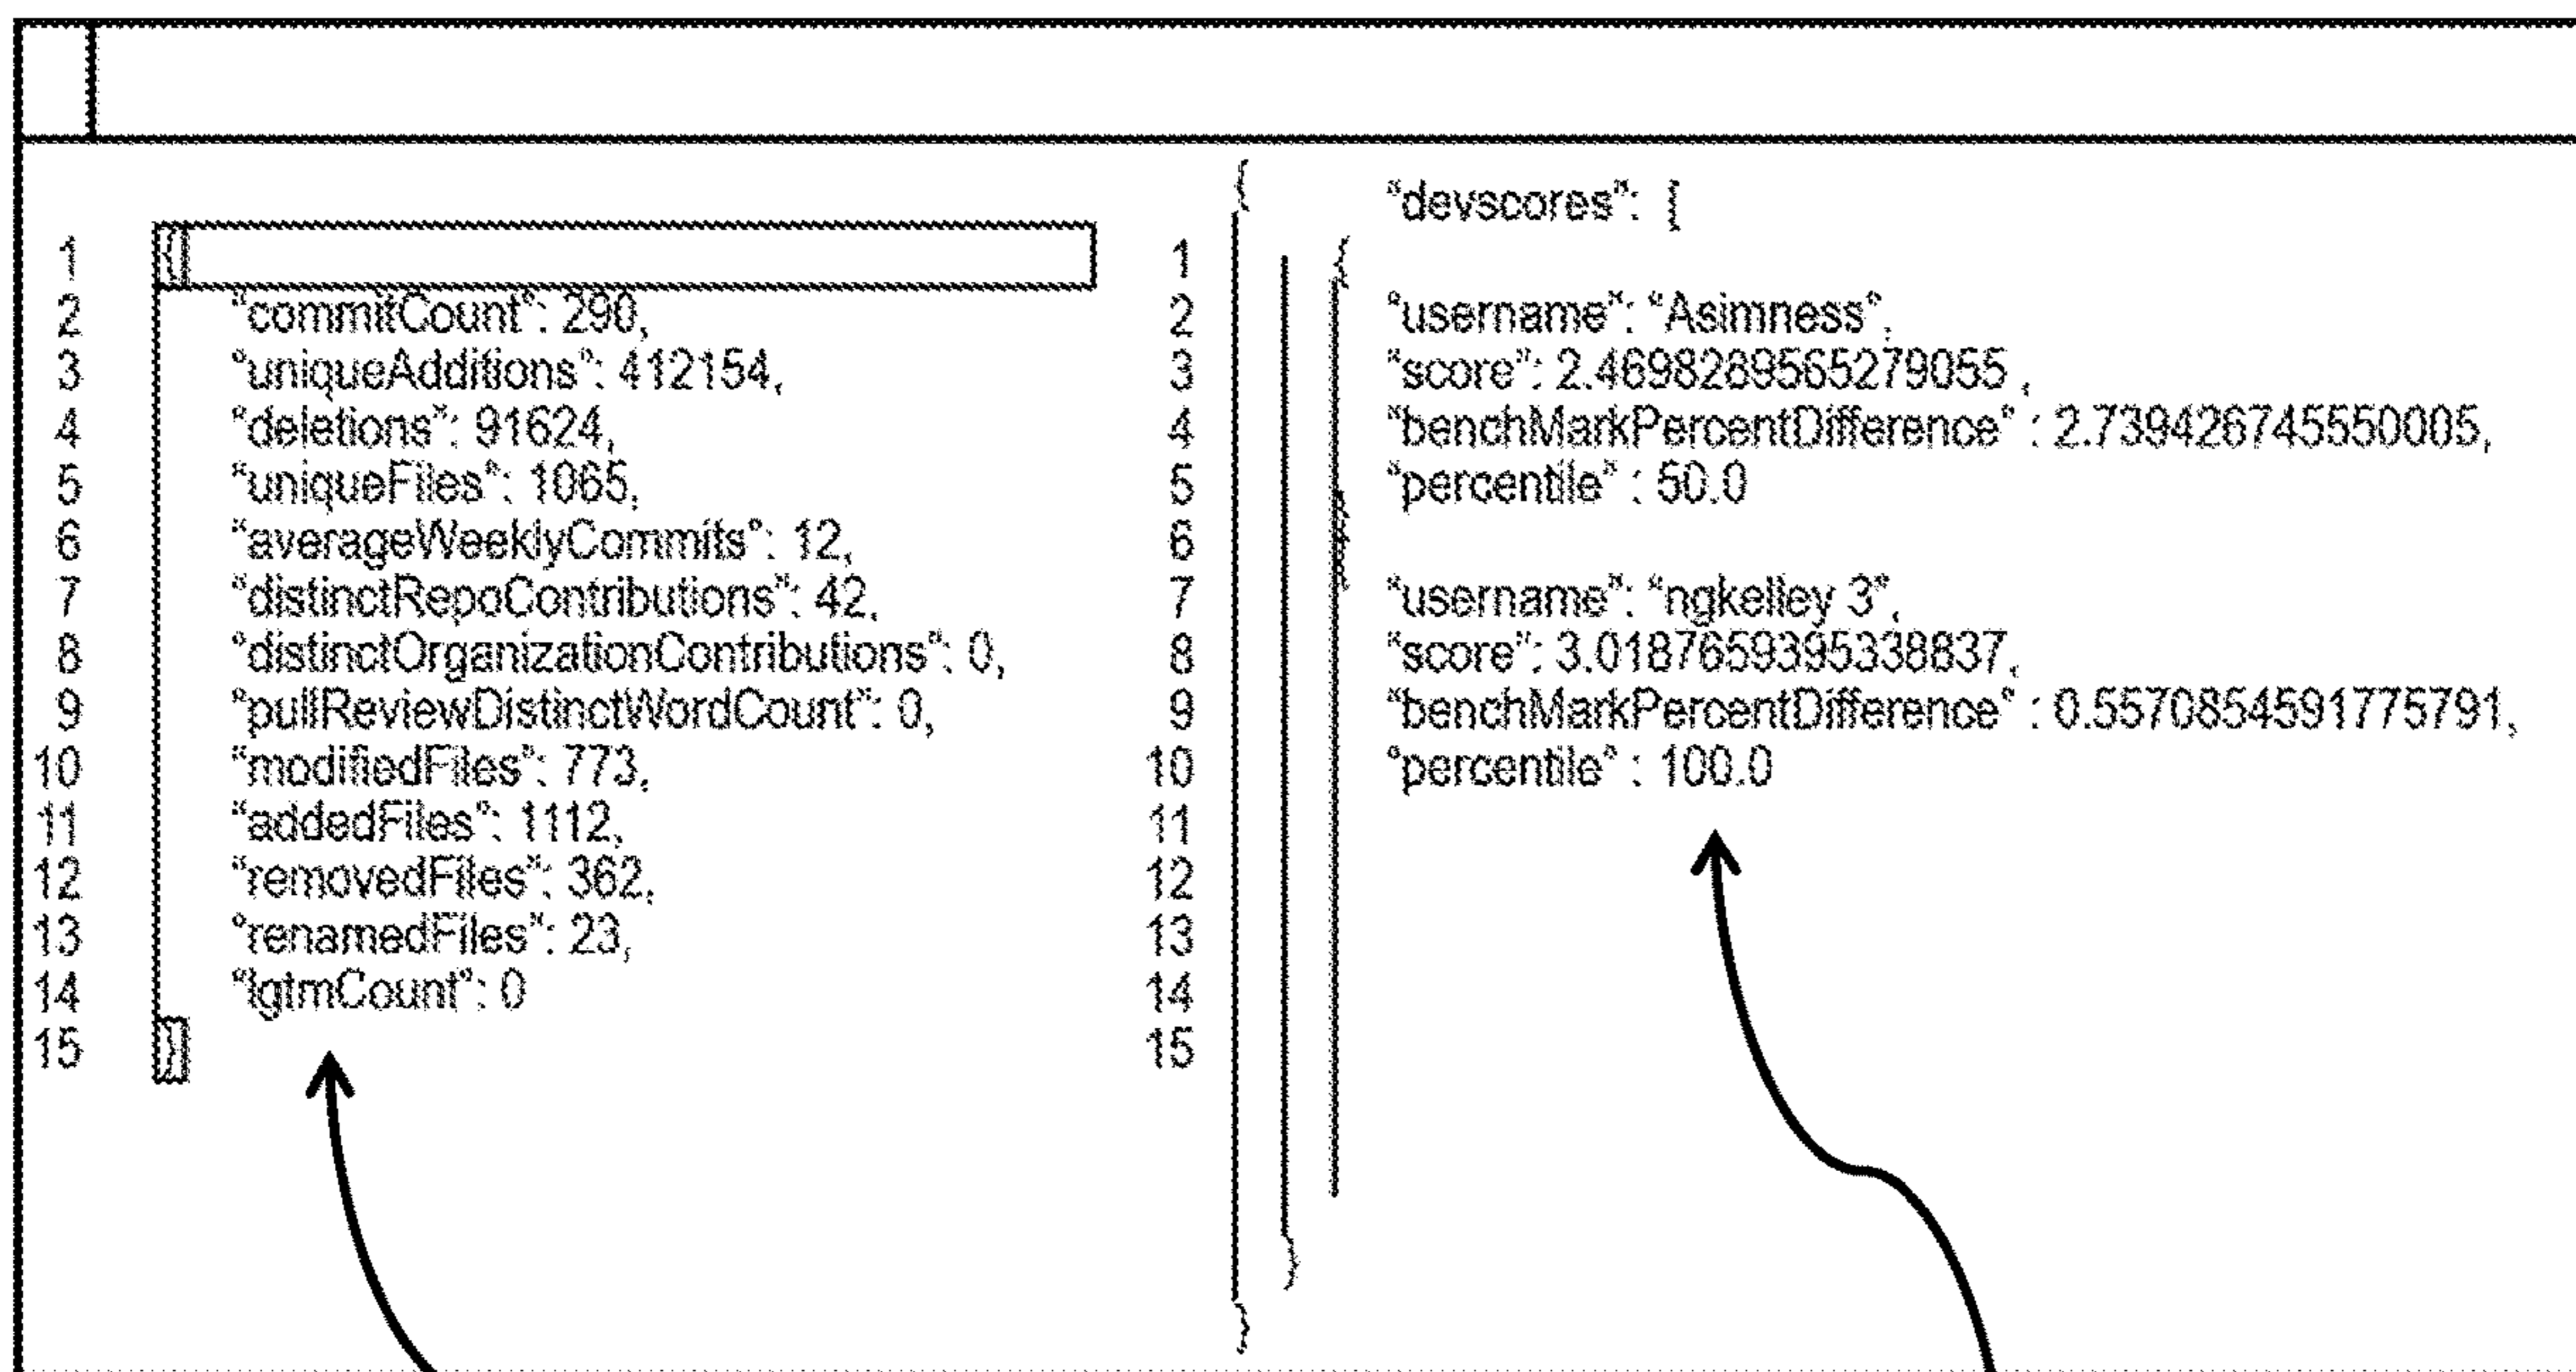 1 {
2 "commitCount": 290,
3 "uniqueAdditions": 412154,
4 "deletions": 91624,
5 "uniqueFiles": 1065,
6 "averageWeeklyCommits": 12,
7 "distinctRepoContributions": 42,
8 "distinctOrganizationContributions": 0,
9 "pullReviewDistinctWordCount": 0,
10 "modifiedFiles": 773,
11 "addedFiles": 1112,
12 "removedFiles": 362,
13 "renamedFiles": 23,
14 "lgtmCount": 0
15 }
{ "devscores": [
1 {
2 "username": "Asimness",
3 "score": 2.4698289565279055 ,
4 "benchMarkPercentDifference" : 2.739426745550005,
5 "percentile" : 50.0
6 }
7 "username": "ngkelley 3",
8 "score": 3.0187659395338837,
9 "benchMarkPercentDifference" : 0.5570854591775791,
10 "percentile" : 100.0
11
12
13
14
15
}
}